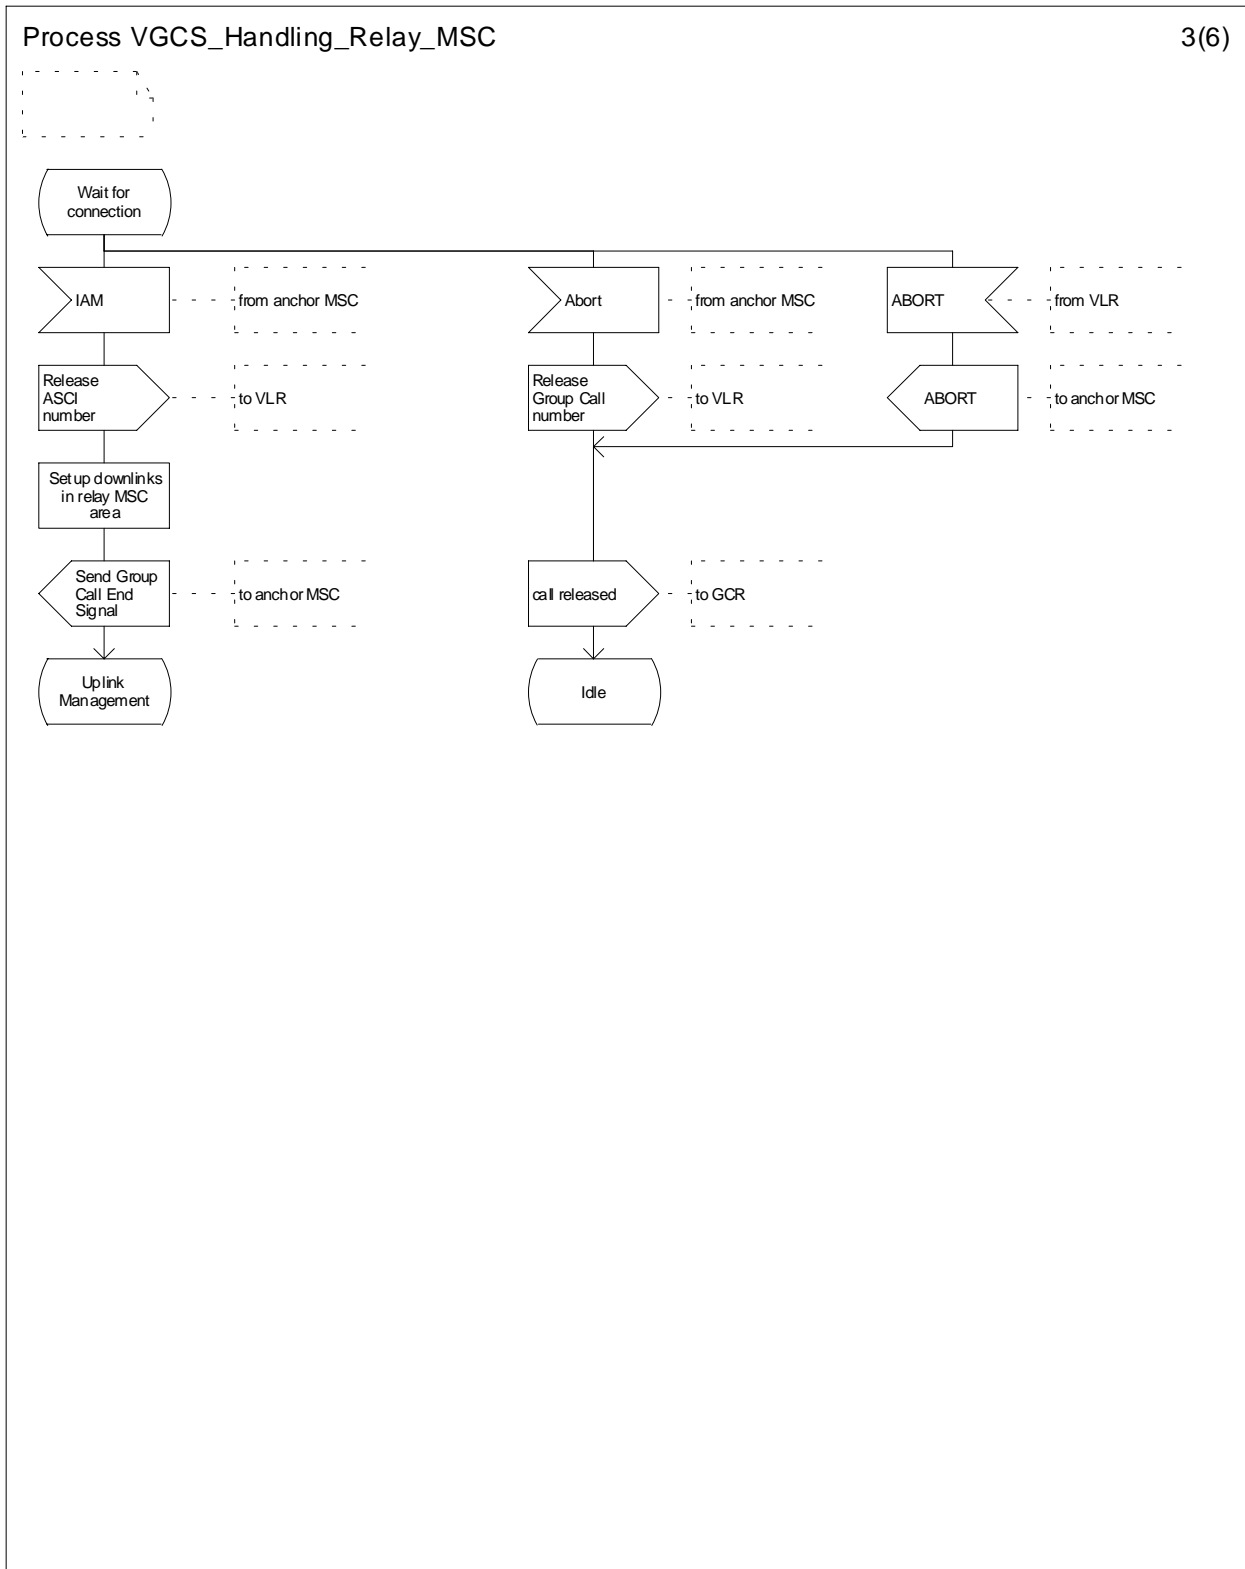 Process VGCS_Handling_Relay_MSC
3(6)
Wait for
connection
IAM
from anchor MSC
Abort
from anchor MSC
ABORT
from VLR
Release
ASCI
number
to VLR
Release
Group Call
number
to VLR
ABORT
to anchor MSC
Setup downlinks
in relay MSC
area
Send Group
Call End
Signal
to anchor MSC
call released
to GCR
Uplink
Management
Idle